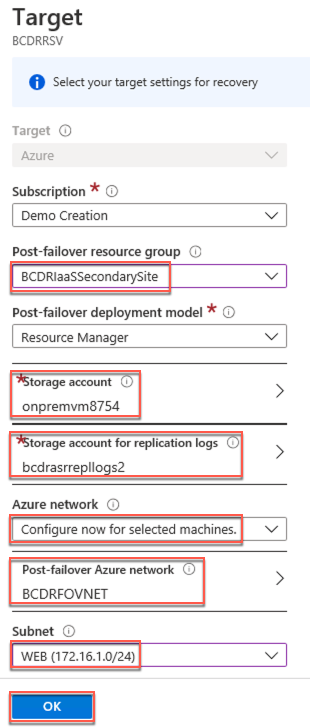 Target
BCDRRSV
Select your target settings for recovery
Target
Azure
Subscription *
Demo Creation
Post-failover resource group
BCDRIaaSSecondarySite
Post-failover deployment model *
Resource Manager
*Storage account
onpremvm8754
*Storage account for replication logs
bcdrasrrepllogs2
Azure network
Configure now for selected machines.
Post-failover Azure network
BCDRFOVNET
Subnet
WEB (172.16.1.0/24)
OK